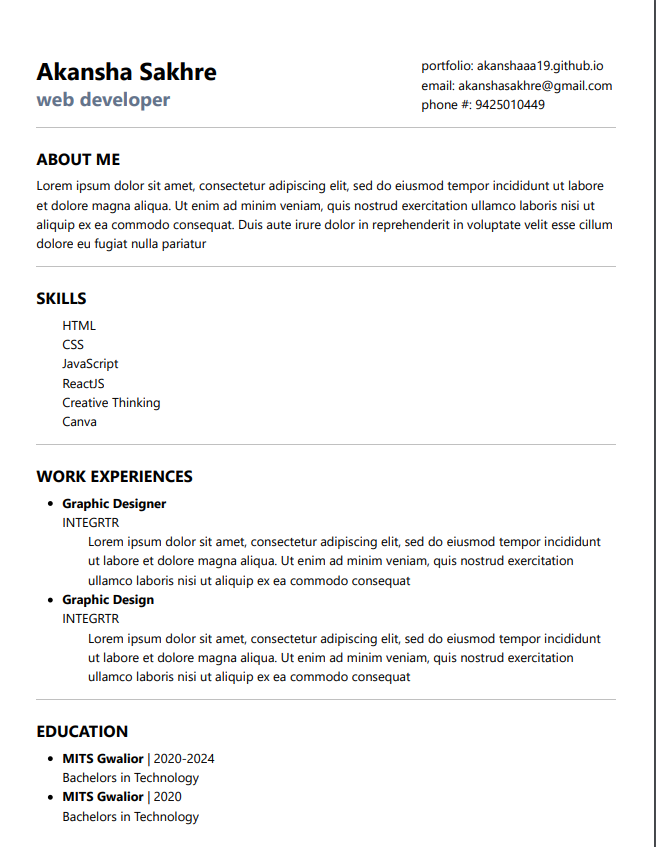 Akansha Sakhre
web developer
portfolio: akanshaaa19.github.io
email: akanshasakhre@gmail.com
phone #: 9425010449
ABOUT ME
Lorem ipsum dolor sit amet, consectetur adipiscing elit, sed do eiusmod tempor incididunt ut labore
et dolore magna aliqua. Ut enim ad minim veniam, quis nostrud exercitation ullamco laboris nisi ut
aliquip ex ea commodo consequat. Duis aute irure dolor in reprehenderit in voluptate velit esse cillum
dolore eu fugiat nulla pariatur
SKILLS
HTML
CSS
JavaScript
ReactJS
Creative Thinking
Canva
WORK EXPERIENCES
• Graphic Designer
INTEGRTR
Lorem ipsum dolor sit amet, consectetur adipiscing elit, sed do eiusmod tempor incididunt
ut labore et dolore magna aliqua. Ut enim ad minim veniam, quis nostrud exercitation
ullamco laboris nisi ut aliquip ex ea commodo consequat
• Graphic Design
INTEGRTR
Lorem ipsum dolor sit amet, consectetur adipiscing elit, sed do eiusmod tempor incididunt
ut labore et dolore magna aliqua. Ut enim ad minim veniam, quis nostrud exercitation
ullamco laboris nisi ut aliquip ex ea commodo consequat
EDUCATION
• MITS Gwalior | 2020-2024
Bachelors in Technology
• MITS Gwalior | 2020
Bachelors in Technology